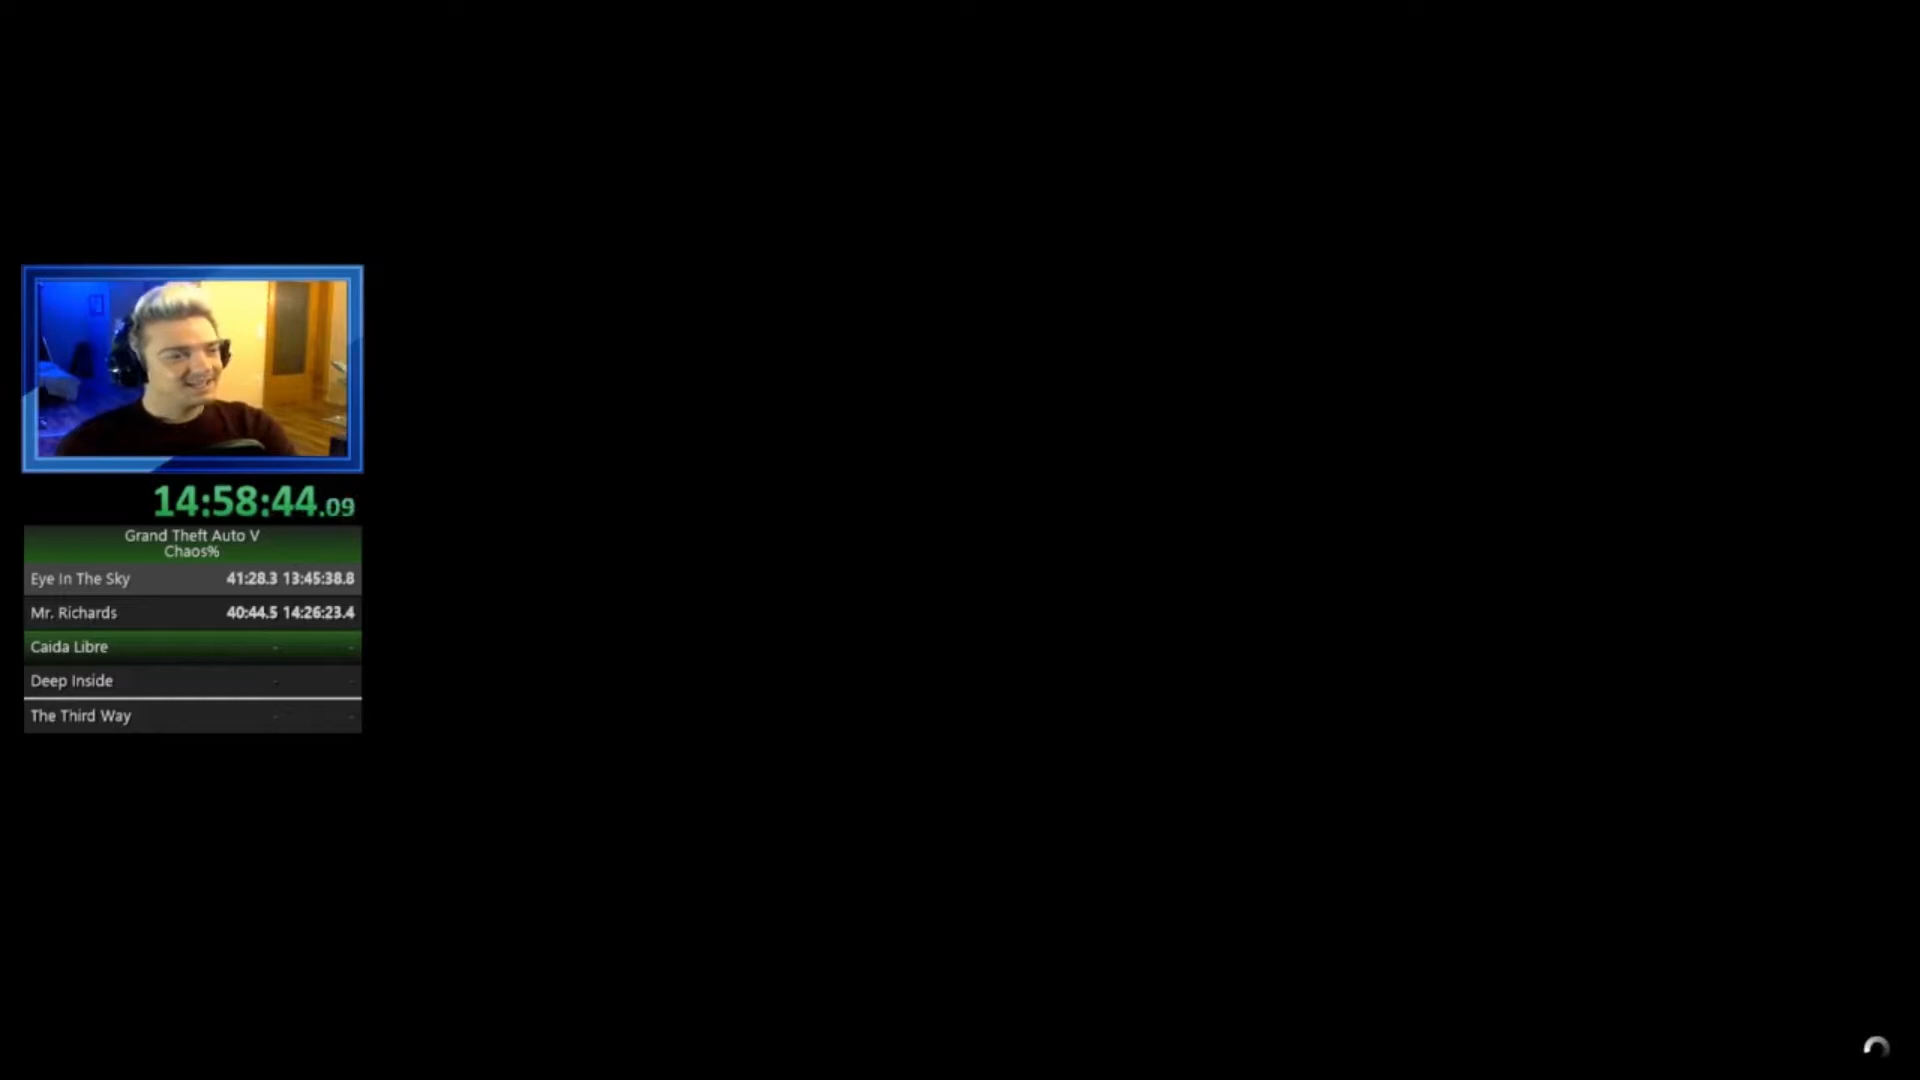 14:58:44.09
Grand Theft Auto V
Chaos%
Eye In The Sky 41:28.3 13:45:38.8
Mr. Richards 40:44.5 14:26:23.4
Caida Libre - -
Deep Inside - -
The Third Way - -